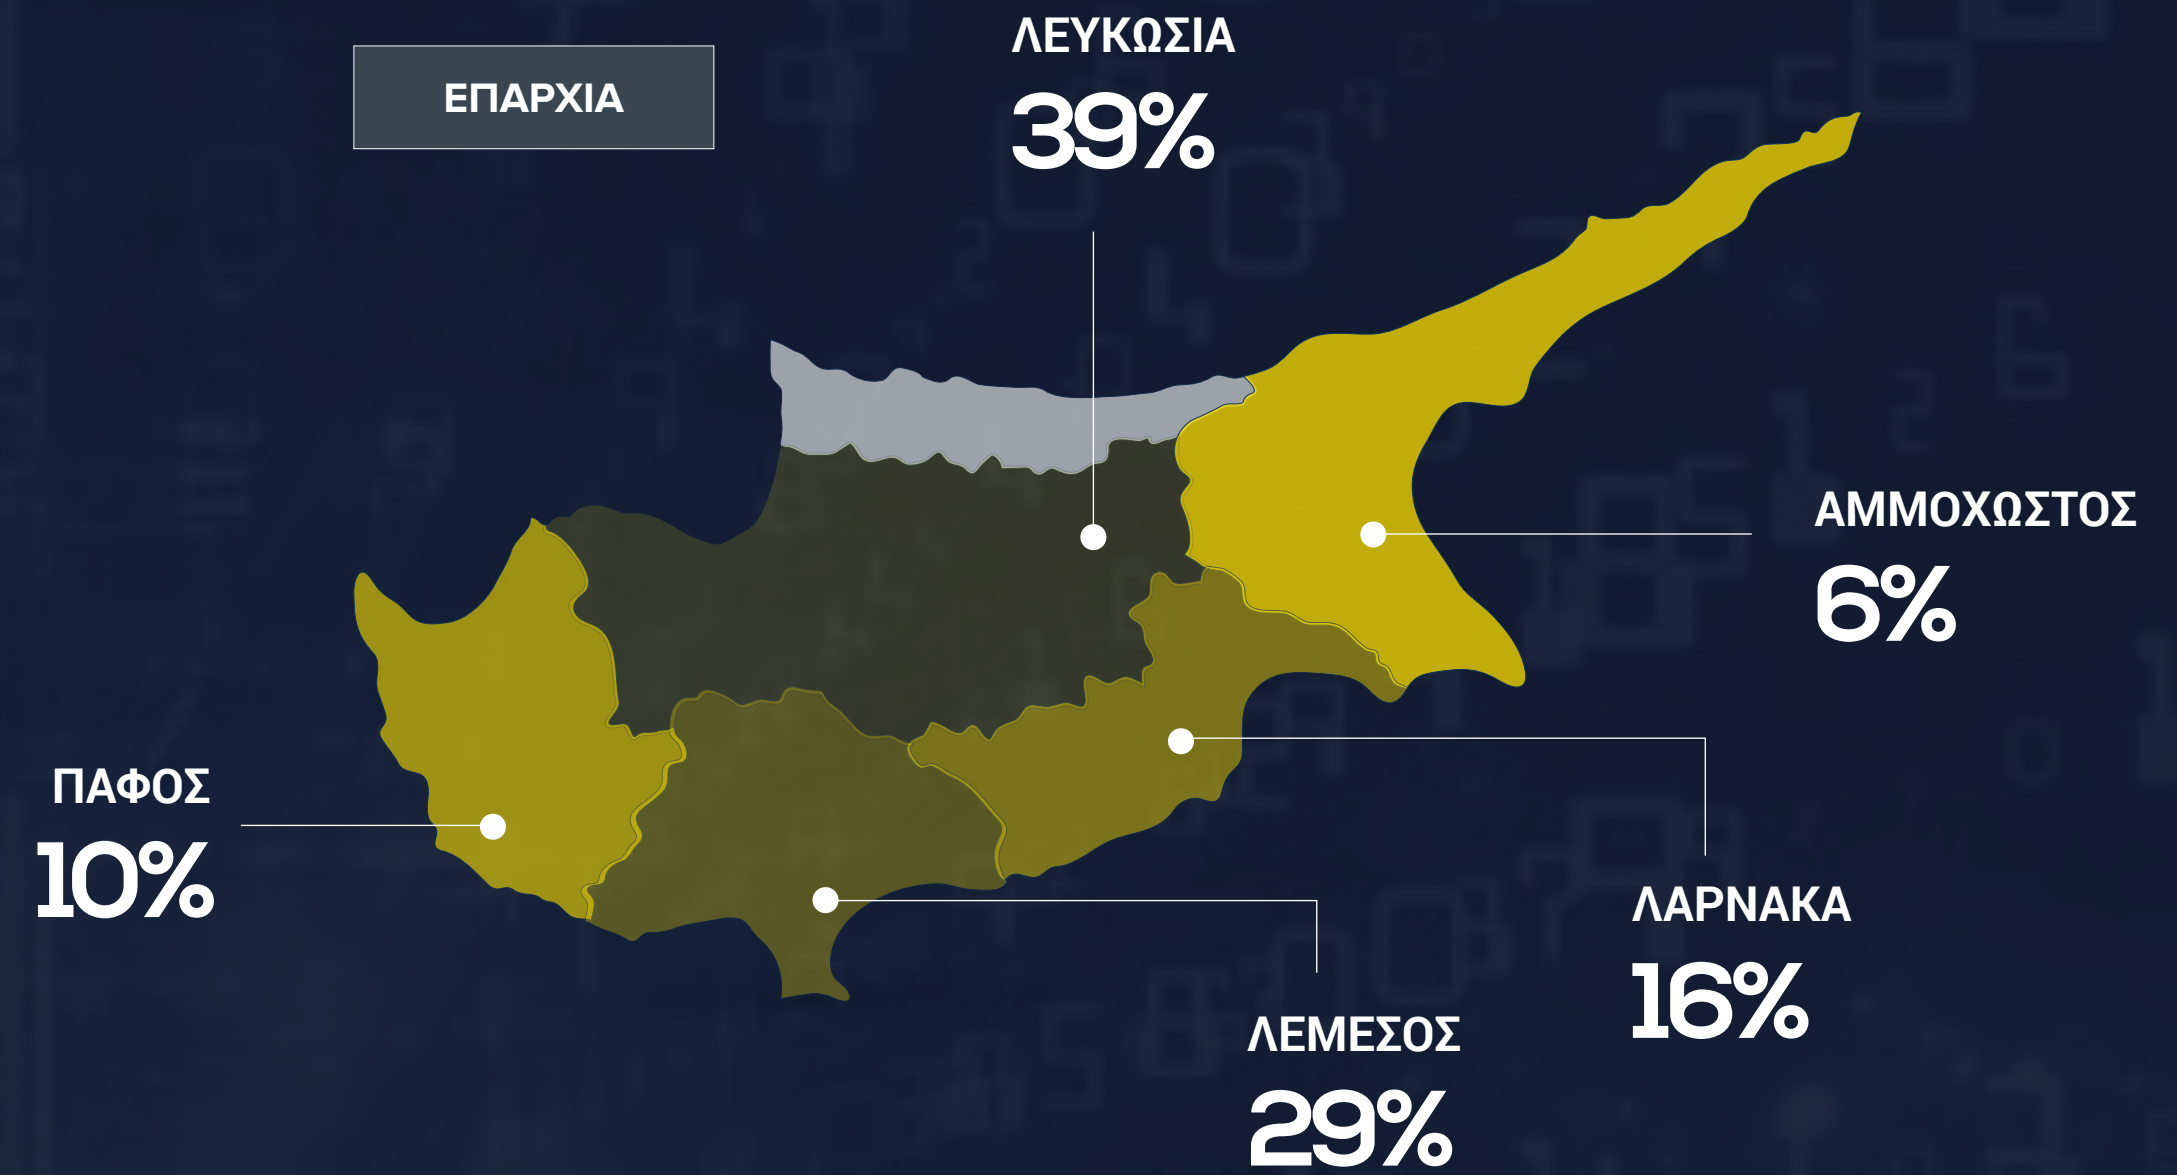 ΕΠΑΡΧΙΑ
ΛΕΥΚΩΣΙΑ
39%
ΑΜΜΟΧΩΣΤΟΣ
6%
ΠΑΦΟΣ
10%
ΛΑΡΝΑΚΑ
16%
ΛΕΜΕΣΟΣ
29%